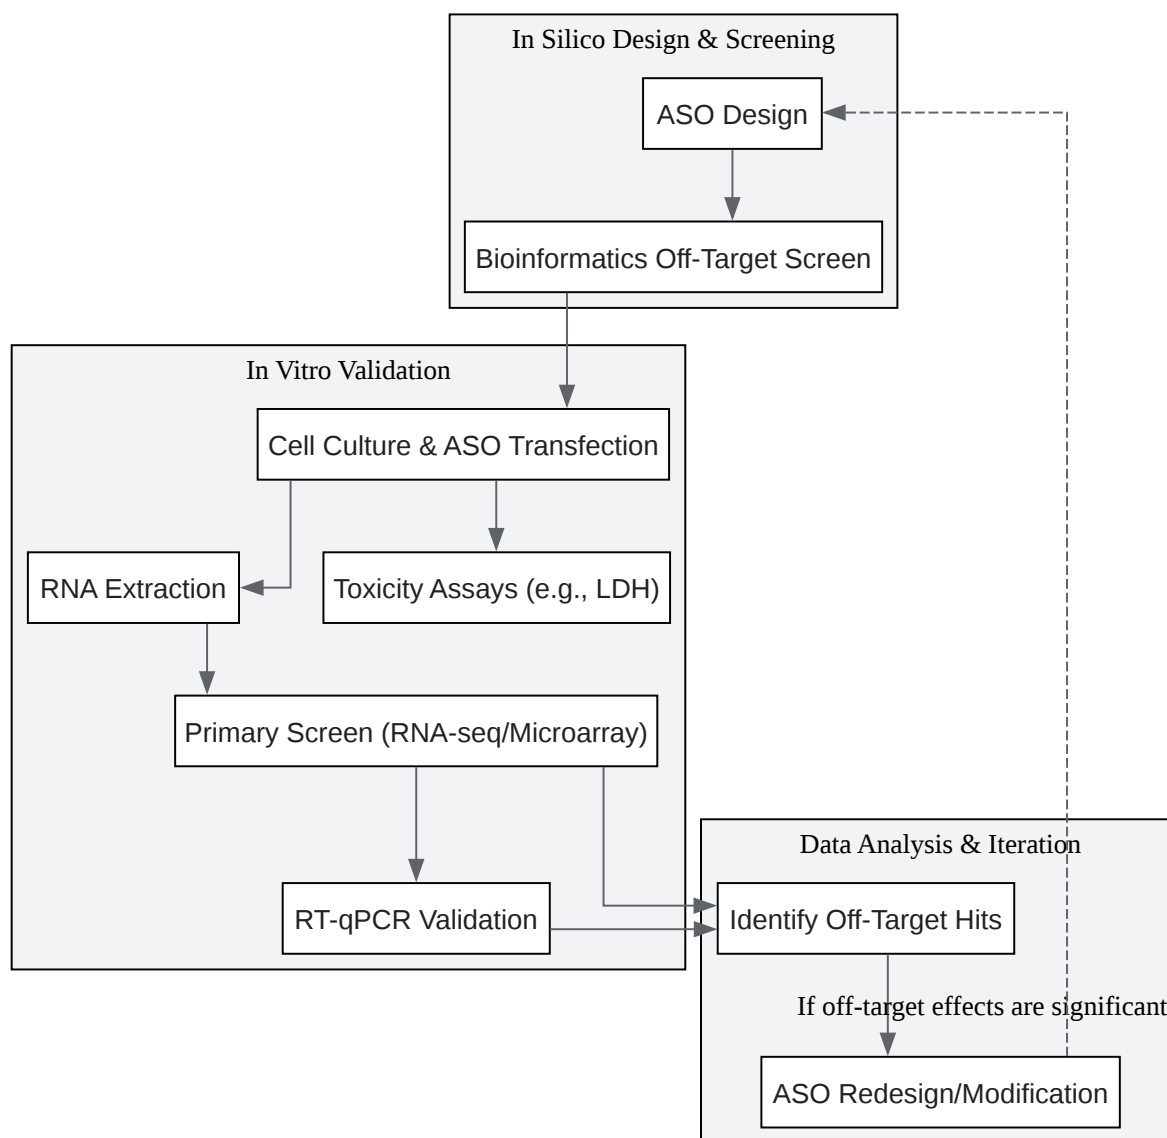 In Silico Design & Screening
ASO Design
Bioinformatics Off-Target Screen
In Vitro Validation
Cell Culture & ASO Transfection
RNA Extraction
Toxicity Assays (e.g., LDH)
Primary Screen (RNA-seq/Microarray)
RT-qPCR Validation
Data Analysis & Iteration
Identify Off-Target Hits
If off-target effects are significant
ASO Redesign/Modification